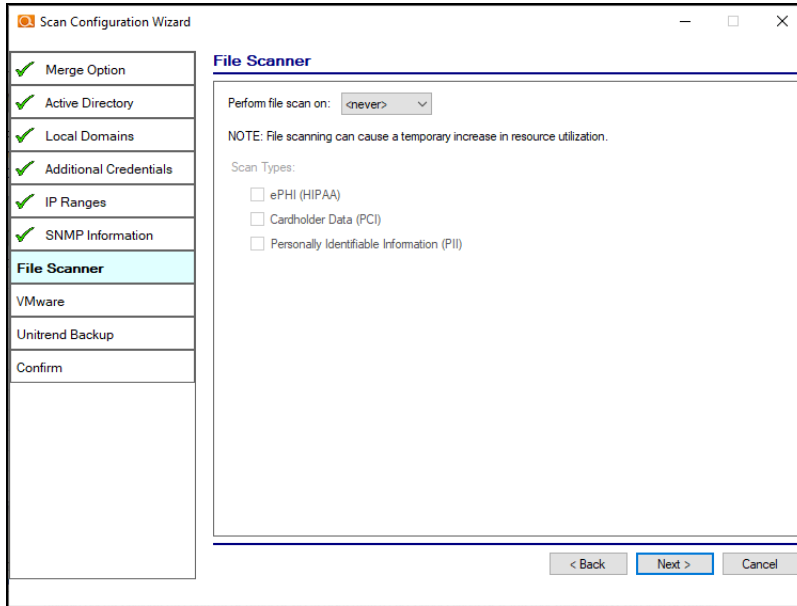 Scan Configuration Wizard
Merge Option
Active Directory
Local Domains
Additional Credentials
IP Ranges
SNMP Information
File Scanner
VMware
Unitrend Backup
Confirm
File Scanner
Perform file scan on: <never>
NOTE: File scanning can cause a temporary increase in resource utilization.
Scan Types:
ePHI (HIPAA)
Cardholder Data (PCI)
Personally Identifiable Information (PII)
< Back Next > Cancel